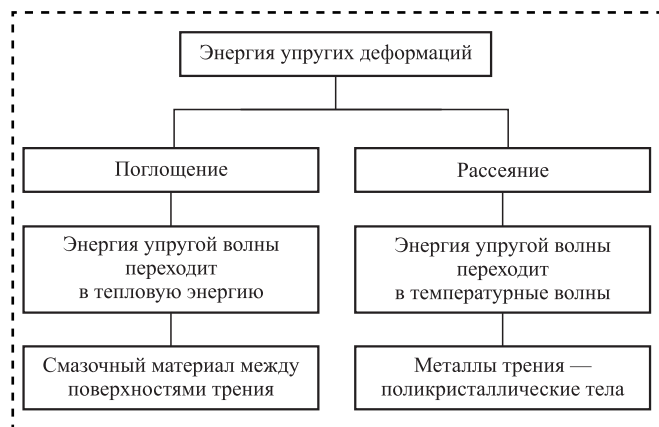 Энергия упругих деформаций
Поглощение
Рассеяние
Энергия упругой волны
переходит
в тепловую энергию
Энергия упругой волны
переходит
в температурные волны
Смазочный материал между
поверхностями трения
Металлы трения —
поликристаллические тела